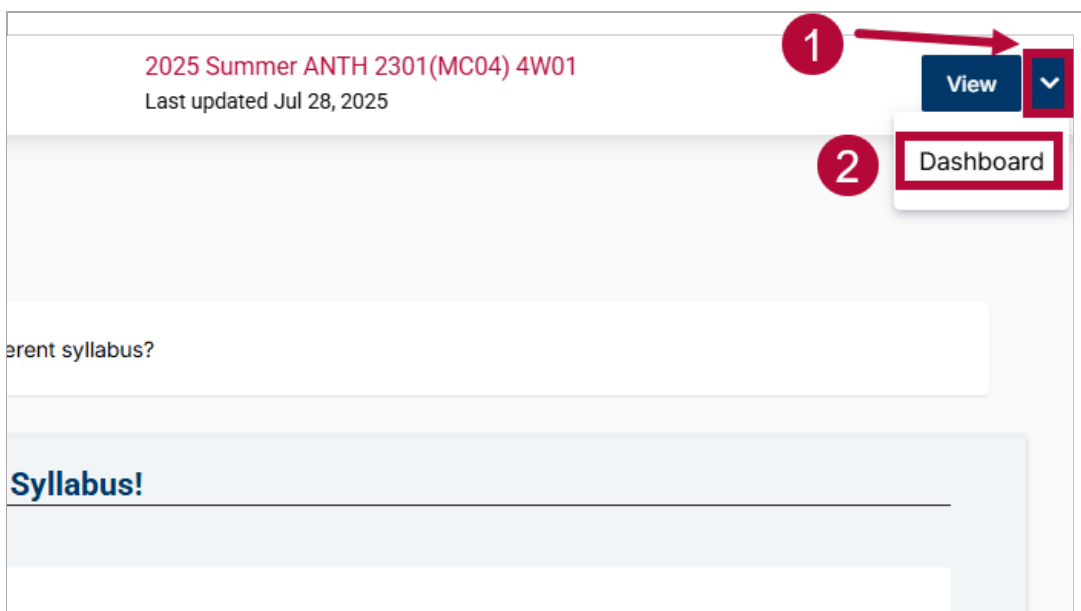 1
2025 Summer ANTH 2301(MC04) 4W01
View
Last updated Jul 28, 2025
2
Dashboard
erent syllabus?
Syllabus!